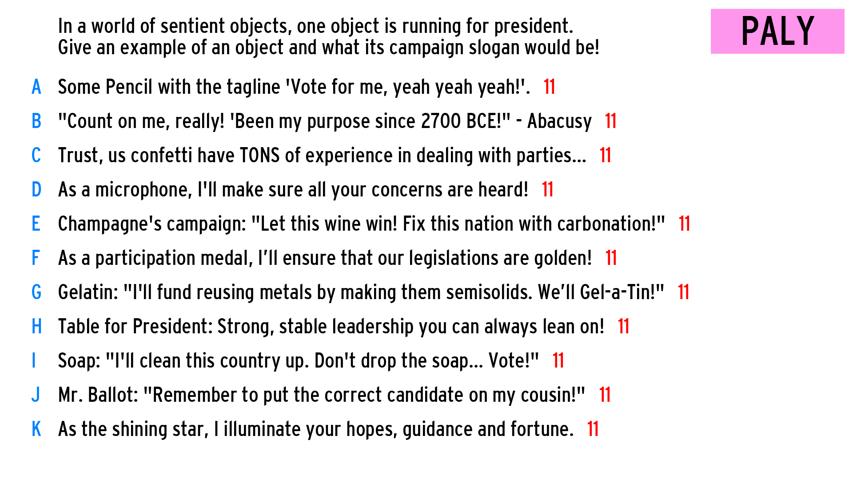 In a world of sentient objects, one object is running for president.
Give an example of an object and what its campaign slogan would be!
PALY
A Some Pencil with the tagline 'Vote for me, yeah yeah yeah!'. 11
B "Count on me, really! 'Been my purpose since 2700 BCE!" - Abacusy 11
C Trust, us confetti have TONS of experience in dealing with parties... 11
D As a microphone, I'll make sure all your concerns are heard! 11
E Champagne's campaign: "Let this wine win! Fix this nation with carbonation!" 11
F As a participation medal, I’ll ensure that our legislations are golden! 11
G Gelatin: "I'll fund reusing metals by making them semisolids. We’ll Gel-a-Tin!" 11
H Table for President: Strong, stable leadership you can always lean on! 11
I Soap: "I'll clean this country up. Don't drop the soap... Vote!" 11
J Mr. Ballot: "Remember to put the correct candidate on my cousin!" 11
K As the shining star, I illuminate your hopes, guidance and fortune. 11